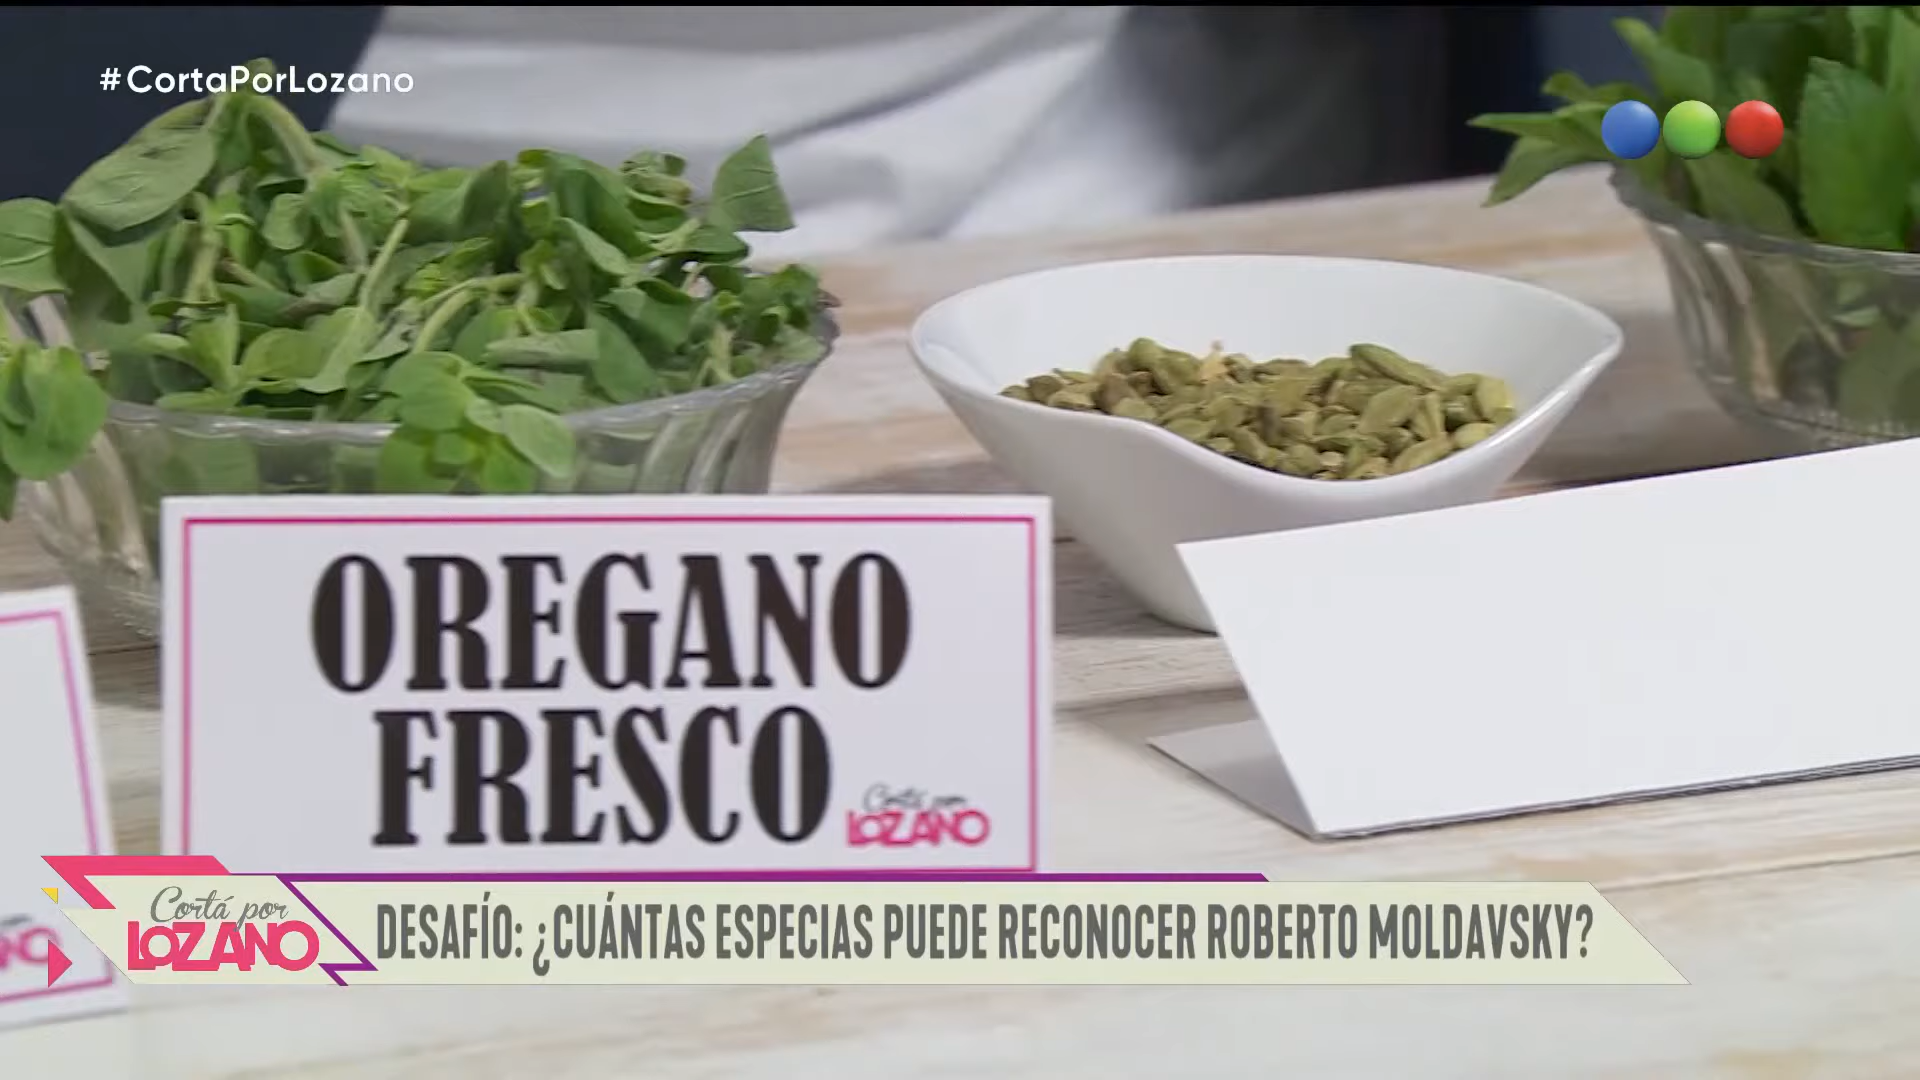 #CortaPorLozano
OREGANO
FRESCO
Cortá por
LOZANO
Cortá por
LOZANO
DESAFÍO: ¿CUÁNTAS ESPECIAS PUEDE RECONOCER ROBERTO MOLDAVSKY?